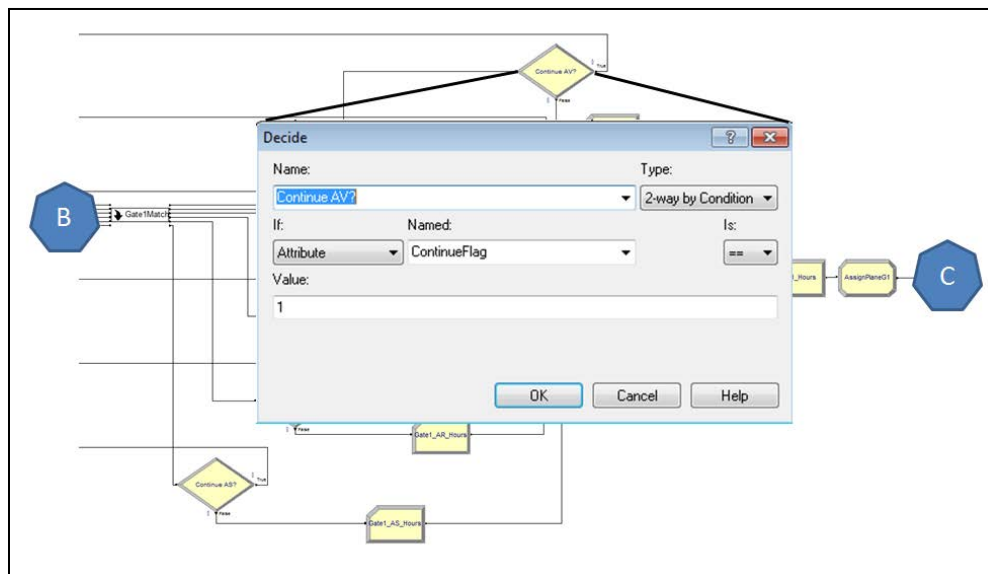 Continue AV?
True
False
Decide
Name:
Type:
Continue AV?
2-way by Condition
B
Gate1Match
If:
Named:
Is:
Attribute
ContinueFlag
==
Value:
1
_Hours
AssignPlaneG1
C
OK
Cancel
Help
False
Gate1_AR_Hours
True
Continue AS?
False
Gate1_AS_Hours